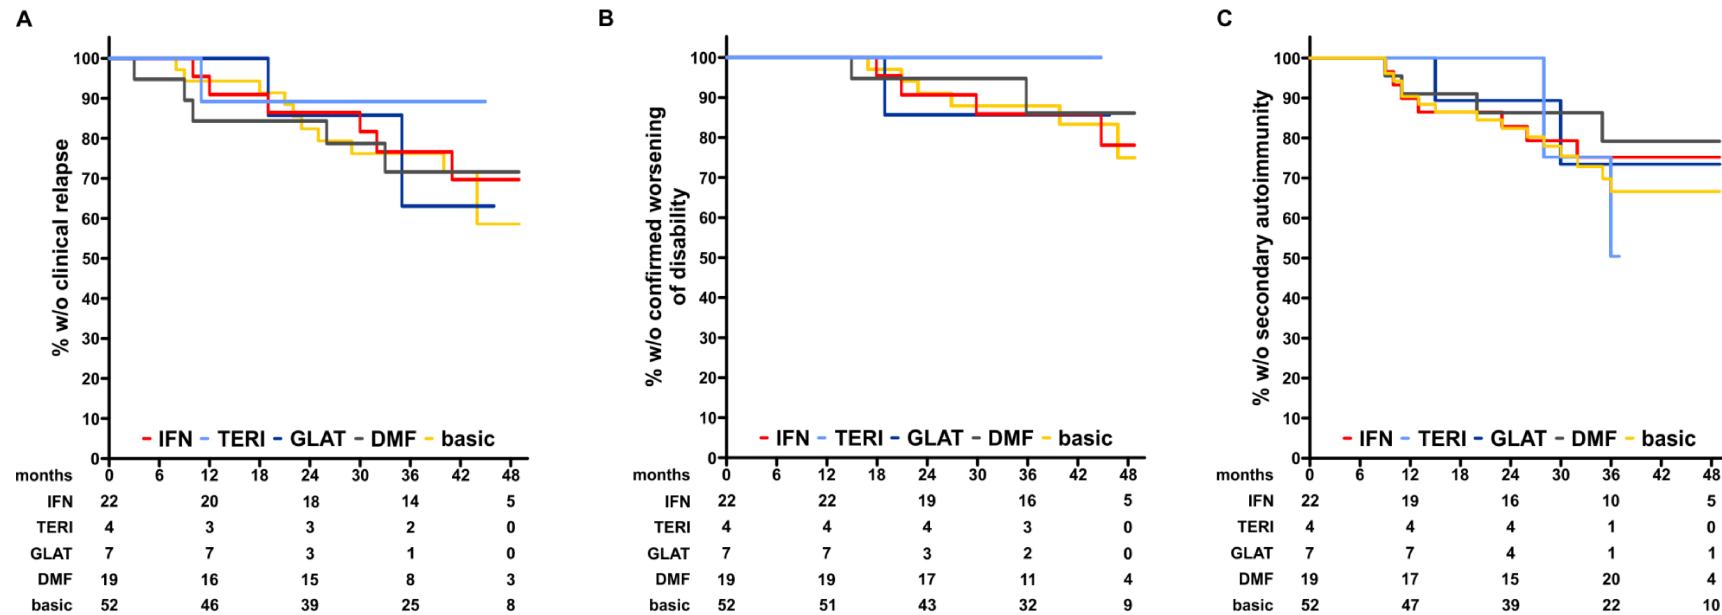 A
% w/o clinical relapse
100
90
80
70
60
50
40
30
20
10
0
IFN TERI GLAT DMF basic
months 0 6 12 18 24 30 36 42 48
IFN 22 20 18 14 5
TERI 4 3 3 2 0
GLAT 7 7 3 1 0
DMF 19 16 15 8 3
basic 52 46 39 25 8
B
% w/o confirmed worsening
of disability
100
90
80
70
60
50
40
30
20
10
0
IFN TERI GLAT DMF basic
months 0 6 12 18 24 30 36 42 48
IFN 22 22 19 16 5
TERI 4 4 4 3 0
GLAT 7 7 3 2 0
DMF 19 19 17 11 4
basic 52 51 43 32 9
C
% w/o secondary autoimmunity
100
90
80
70
60
50
40
30
20
10
0
IFN TERI GLAT DMF basic
months 0 6 12 18 24 30 36 42 48
IFN 22 19 16 10 5
TERI 4 4 4 1 0
GLAT 7 7 4 1 1
DMF 19 17 15 20 4
basic 52 47 39 22 10